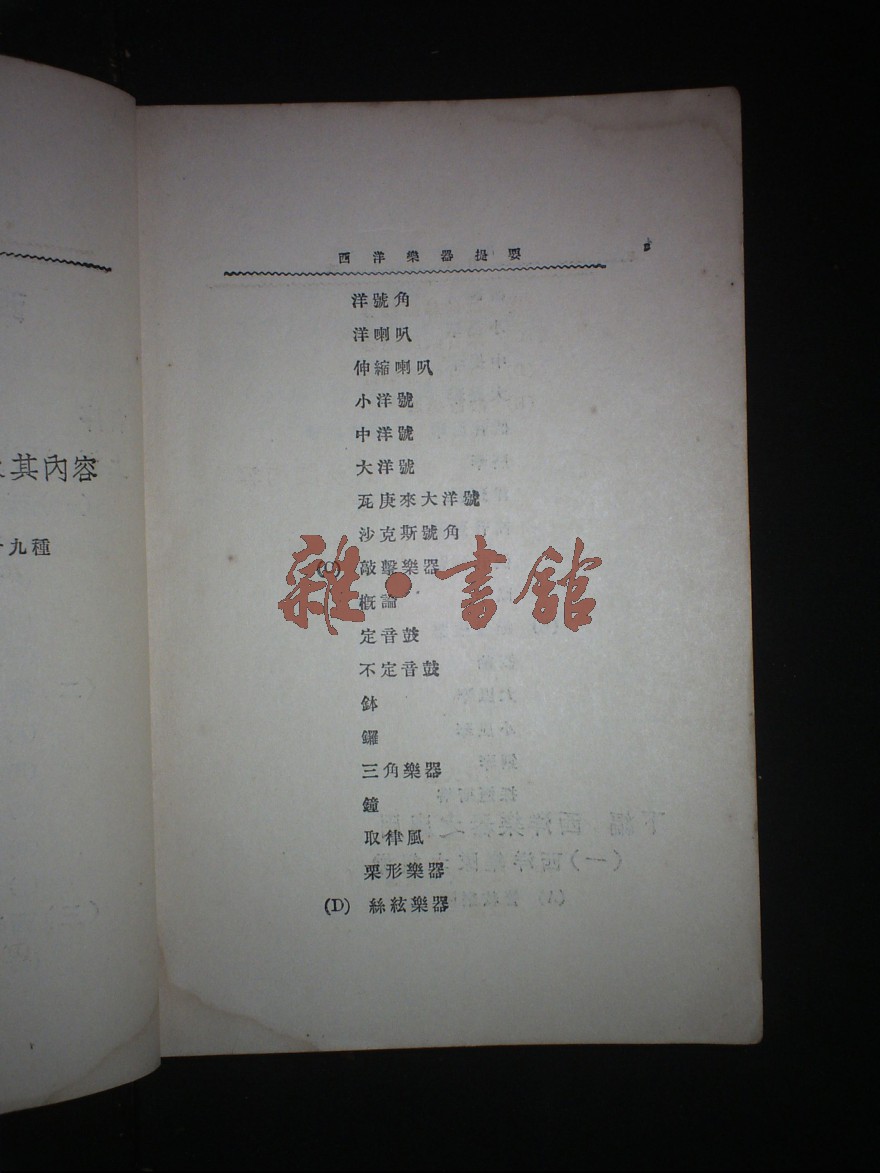 其內容
九種
西洋樂器提要
洋號角
洋喇叭
伸縮喇叭
小洋號
中洋號
大洋號
瓦庚來大洋號
沙克斯號角
(C) 敲擊樂器
概論
定音鼓
不定音鼓
鈸
鑼
三角樂器
鐘
取律風
栗形樂器
(D) 絲絃樂器
雜·書館